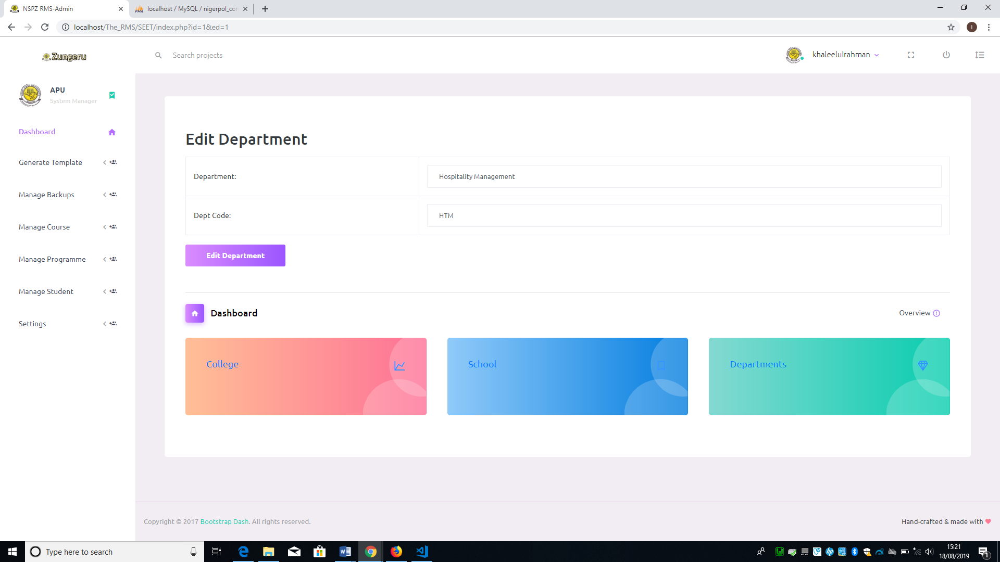 NSPZ RMS-Admin
localhost / MySQL / nigerpol_con
localhost/The_RMS/SEET/index.php?id=1&ed=1
I
Zungeru
Search projects
khaleelulrahman
APU
System Manager
Dashboard
Generate Template
Manage Backups
Manage Course
Manage Programme
Manage Student
Settings
Edit Department
Department:
Hospitality Management
Dept Code:
HTM
Edit Department
Dashboard
Overview
College
School
Departments
Copyright © 2017 Bootstrap Dash. All rights reserved.
Hand-crafted & made with
Type here to search
15:21
18/08/2019
1